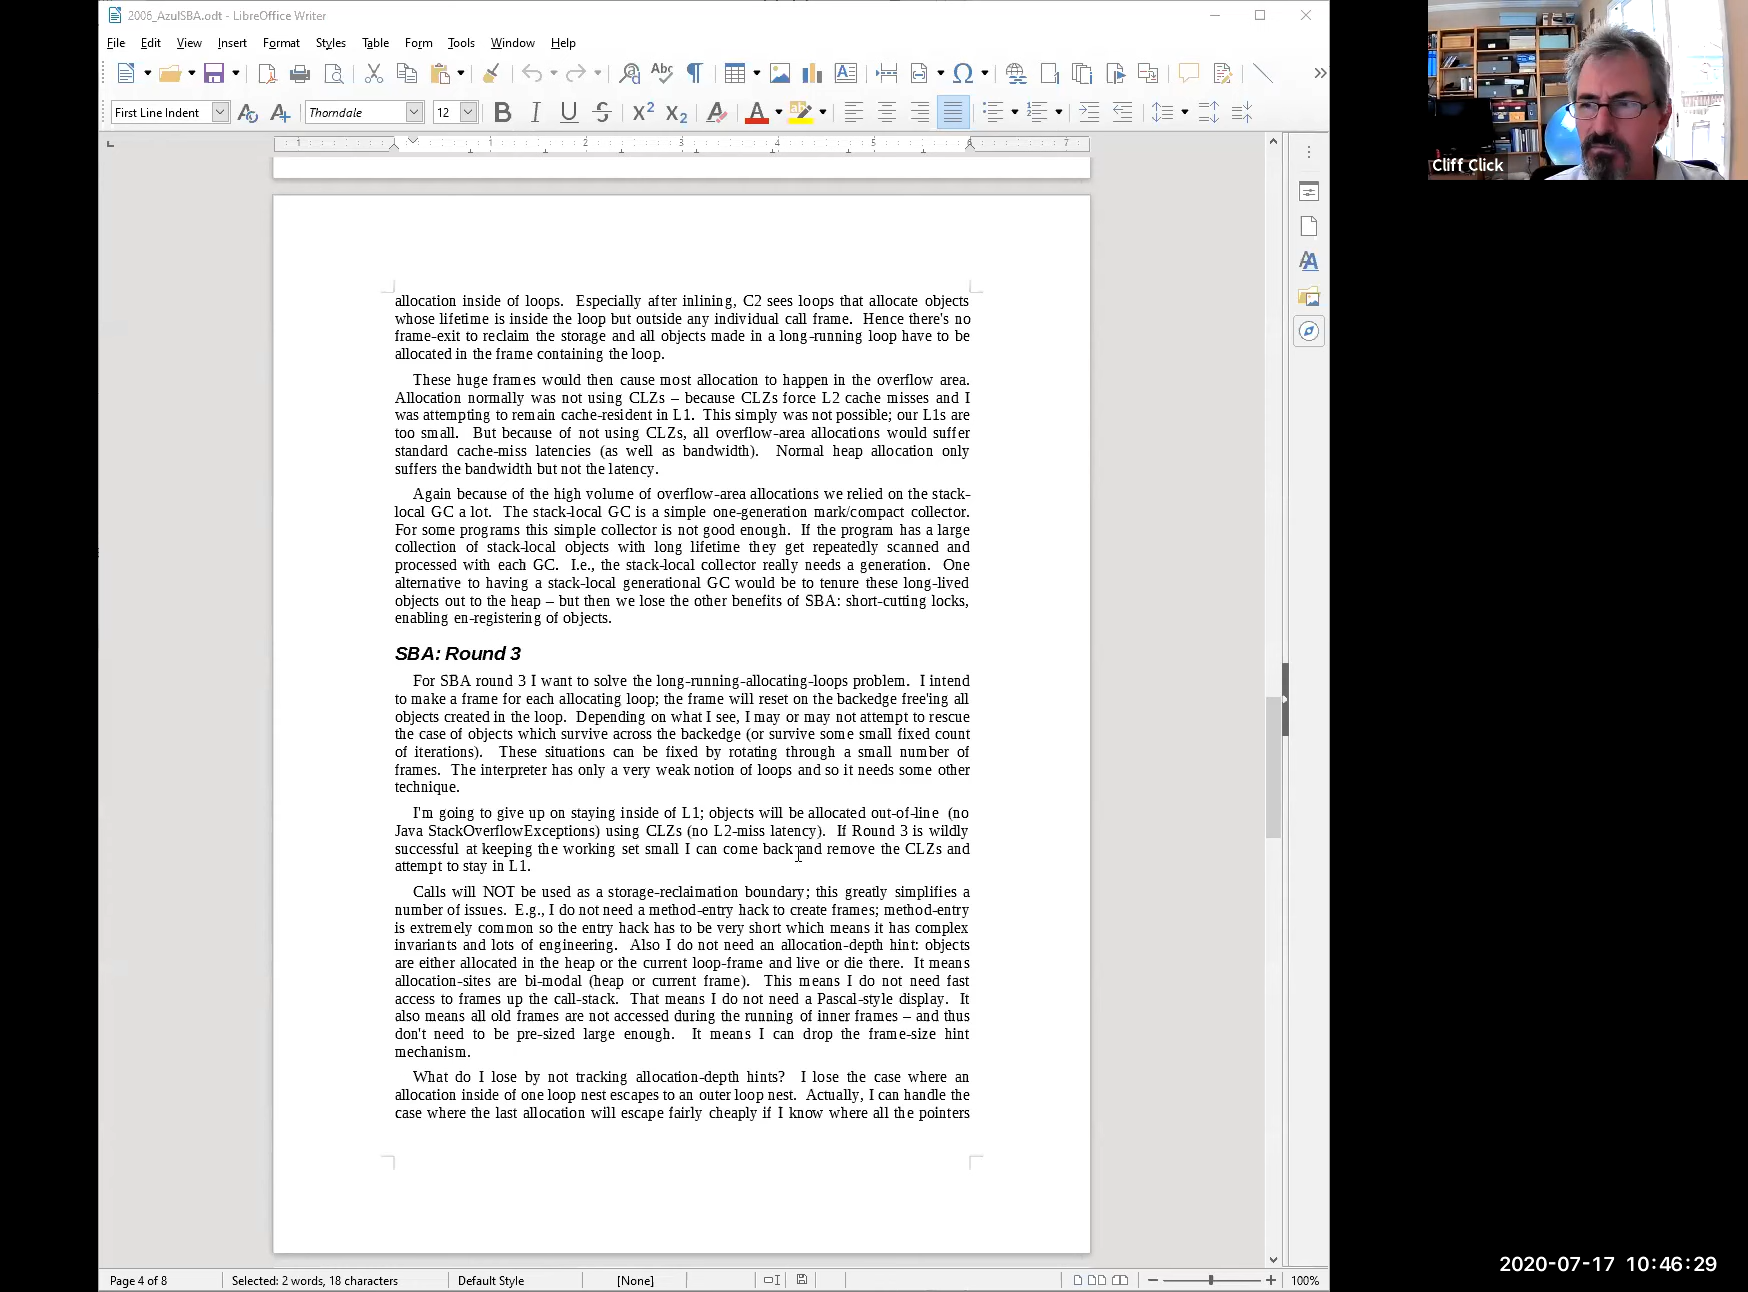 2006_AzulSBA.odt - LibreOffice Writer
File Edit View Insert Format Styles Table Form Tools Window Help
First Line Indent Thorndale 12
1 1 2 3 4 5 6 7
allocation inside of loops. Especially after inlining, C2 sees loops that allocate objects
whose lifetime is inside the loop but outside any individual call frame. Hence there's no
frame-exit to reclaim the storage and all objects made in a long-running loop have to be
allocated in the frame containing the loop.
These huge frames would then cause most allocation to happen in the overflow area.
Allocation normally was not using CLZs – because CLZs force L2 cache misses and I
was attempting to remain cache-resident in L1. This simply was not possible; our L1s are
too small. But because of not using CLZs, all overflow-area allocations would suffer
standard cache-miss latencies (as well as bandwidth). Normal heap allocation only
suffers the bandwidth but not the latency.
Again because of the high volume of overflow-area allocations we relied on the stack-
local GC a lot. The stack-local GC is a simple one-generation mark/compact collector.
For some programs this simple collector is not good enough. If the program has a large
collection of stack-local objects with long lifetime they get repeatedly scanned and
processed with each GC. I.e., the stack-local collector really needs a generation. One
alternative to having a stack-local generational GC would be to tenure these long-lived
objects out to the heap – but then we lose the other benefits of SBA: short-cutting locks,
enabling en-registering of objects.
SBA: Round 3
For SBA round 3 I want to solve the long-running-allocating-loops problem. I intend
to make a frame for each allocating loop; the frame will reset on the backedge free'ing all
objects created in the loop. Depending on what I see, I may or may not attempt to rescue
the case of objects which survive across the backedge (or survive some small fixed count
of iterations). These situations can be fixed by rotating through a small number of
frames. The interpreter has only a very weak notion of loops and so it needs some other
technique.
I'm going to give up on staying inside of L1; objects will be allocated out-of-line (no
Java StackOverflowExceptions) using CLZs (no L2-miss latency). If Round 3 is wildly
successful at keeping the working set small I can come back and remove the CLZs and
attempt to stay in L1.
Calls will NOT be used as a storage-reclaimation boundary; this greatly simplifies a
number of issues. E.g., I do not need a method-entry hack to create frames; method-entry
is extremely common so the entry hack has to be very short which means it has complex
invariants and lots of engineering. Also I do not need an allocation-depth hint: objects
are either allocated in the heap or the current loop-frame and live or die there. It means
allocation-sites are bi-modal (heap or current frame). This means I do not need fast
access to frames up the call-stack. That means I do not need a Pascal-style display. It
also means all old frames are not accessed during the running of inner frames – and thus
don't need to be pre-sized large enough. It means I can drop the frame-size hint
mechanism.
What do I lose by not tracking allocation-depth hints? I lose the case where an
allocation inside of one loop nest escapes to an outer loop nest. Actually, I can handle the
case where the last allocation will escape fairly cheaply if I know where all the pointers
Page 4 of 8 Selected: 2 words, 18 characters Default Style [None] 100%
Cliff Click
2020-07-17 10:46:29